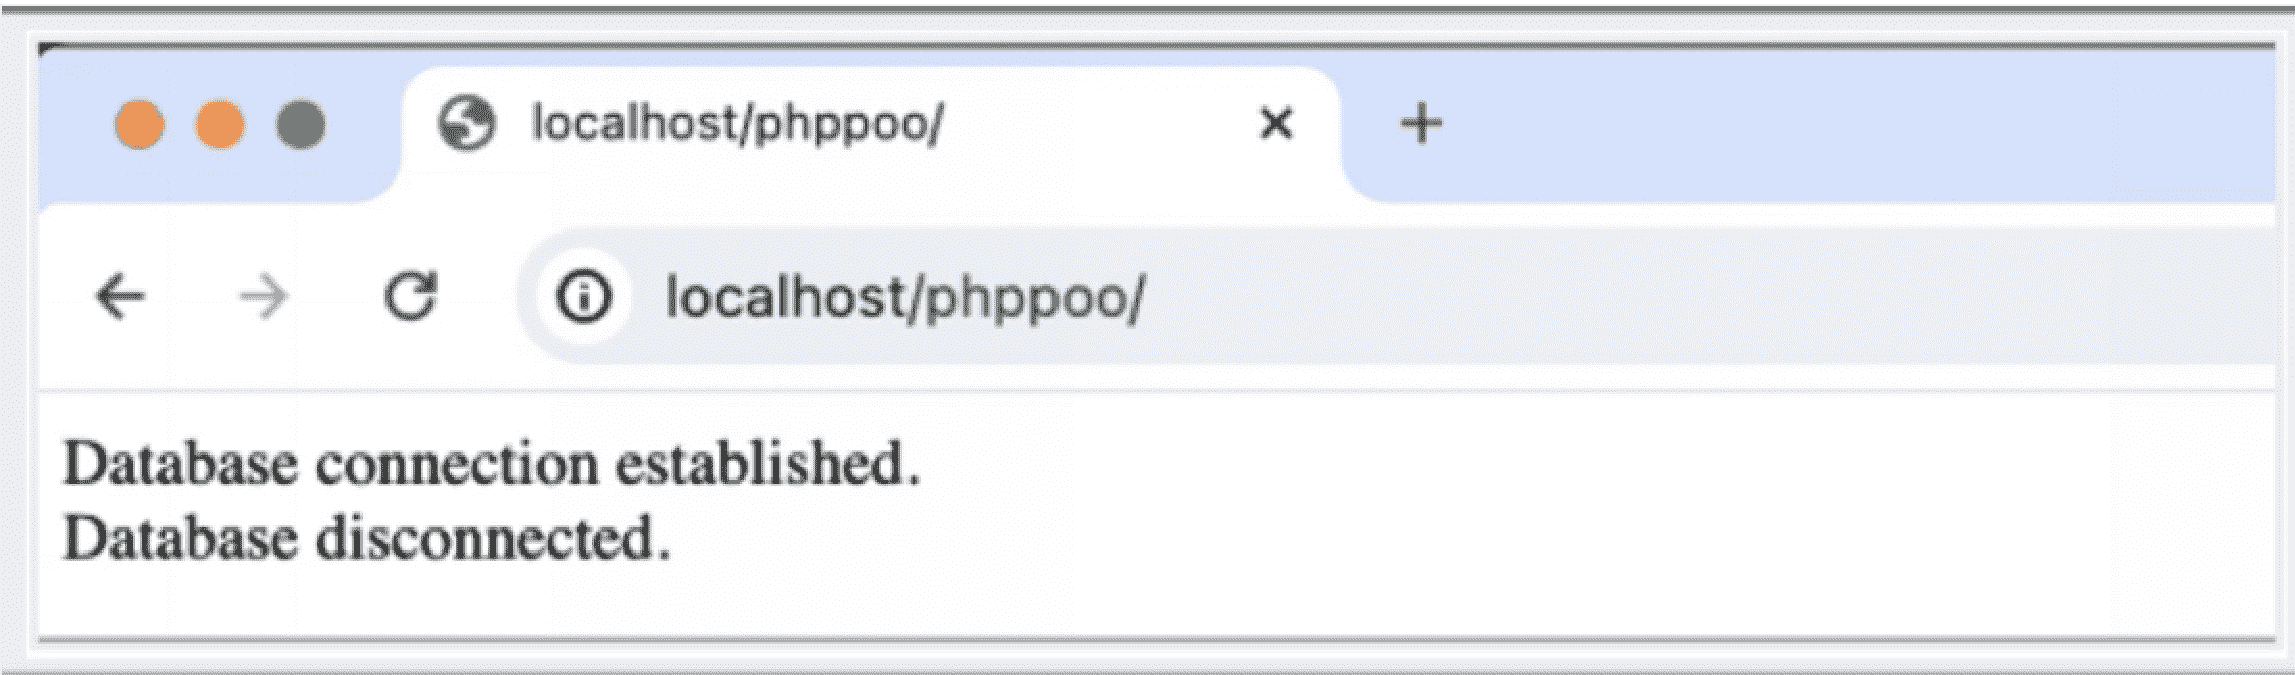 localhost/phppoo/
localhost/phppoo/
Database connection established.
Database disconnected.